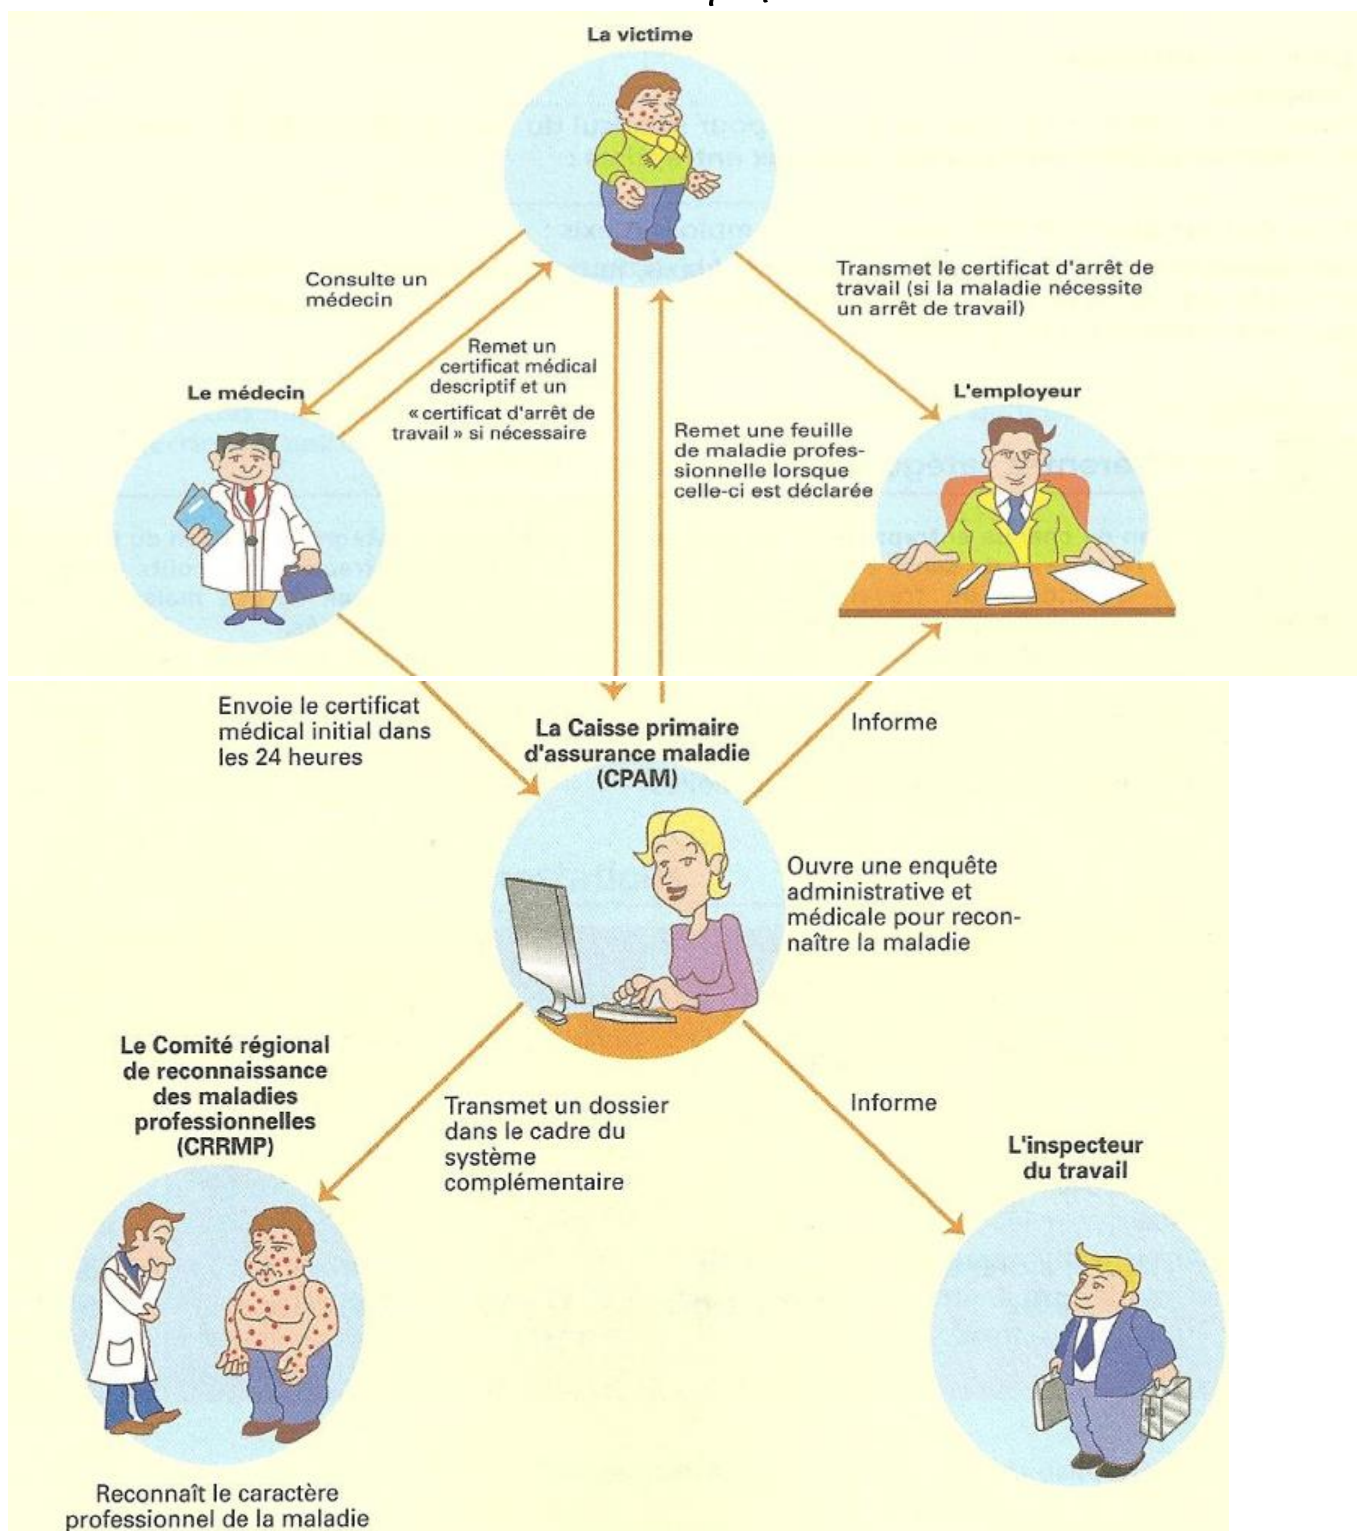 La victime
Consulte un
médecin
Transmet le certificat d'arrêt de
travail (si la maladie nécessite
un arrêt de travail)
Remet un
certificat médical
descriptif et un
« certificat d'arrêt de
travail » si nécessaire
Le médecin
L'employeur
Remet une feuille
de maladie profes-
sionnelle lorsque
celle-ci est déclarée
Envoie le certificat
médical initial dans
les 24 heures
La Caisse primaire
d'assurance maladie
(CPAM)
Informe
Ouvre une enquête
administrative et
médicale pour recon-
naître la maladie
Le Comité régional
de reconnaissance
des maladies
professionnelles
(CRRMP)
Transmet un dossier
dans le cadre du
système
complémentaire
Informe
L'inspecteur
du travail
Reconnaît le caractère
professionnel de la maladie